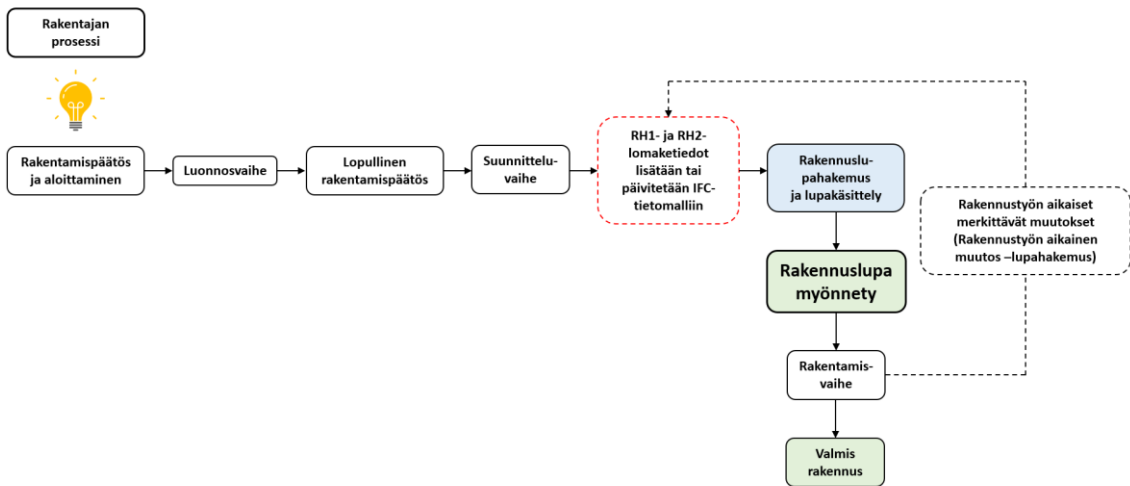 Rakentajan
prosessi
Rakentamispäätös
ja aloittaminen
Luonnosvaihe
Lopullinen
rakentamispäätös
Suunnittelu-
vaihe
RH1- ja RH2-
lomaketiedot
lisätään tai
päivitetään IFC-
tietomalliin
Rakennuslu-
pahakemus
ja lupakäsittely
Rakennustyön aikaiset
merkittävät muutokset
(Rakennustyön aikainen
muutos –lupahakemus)
Rakennuslupa
myönnety
Rakentamis-
vaihe
Valmis
rakennus